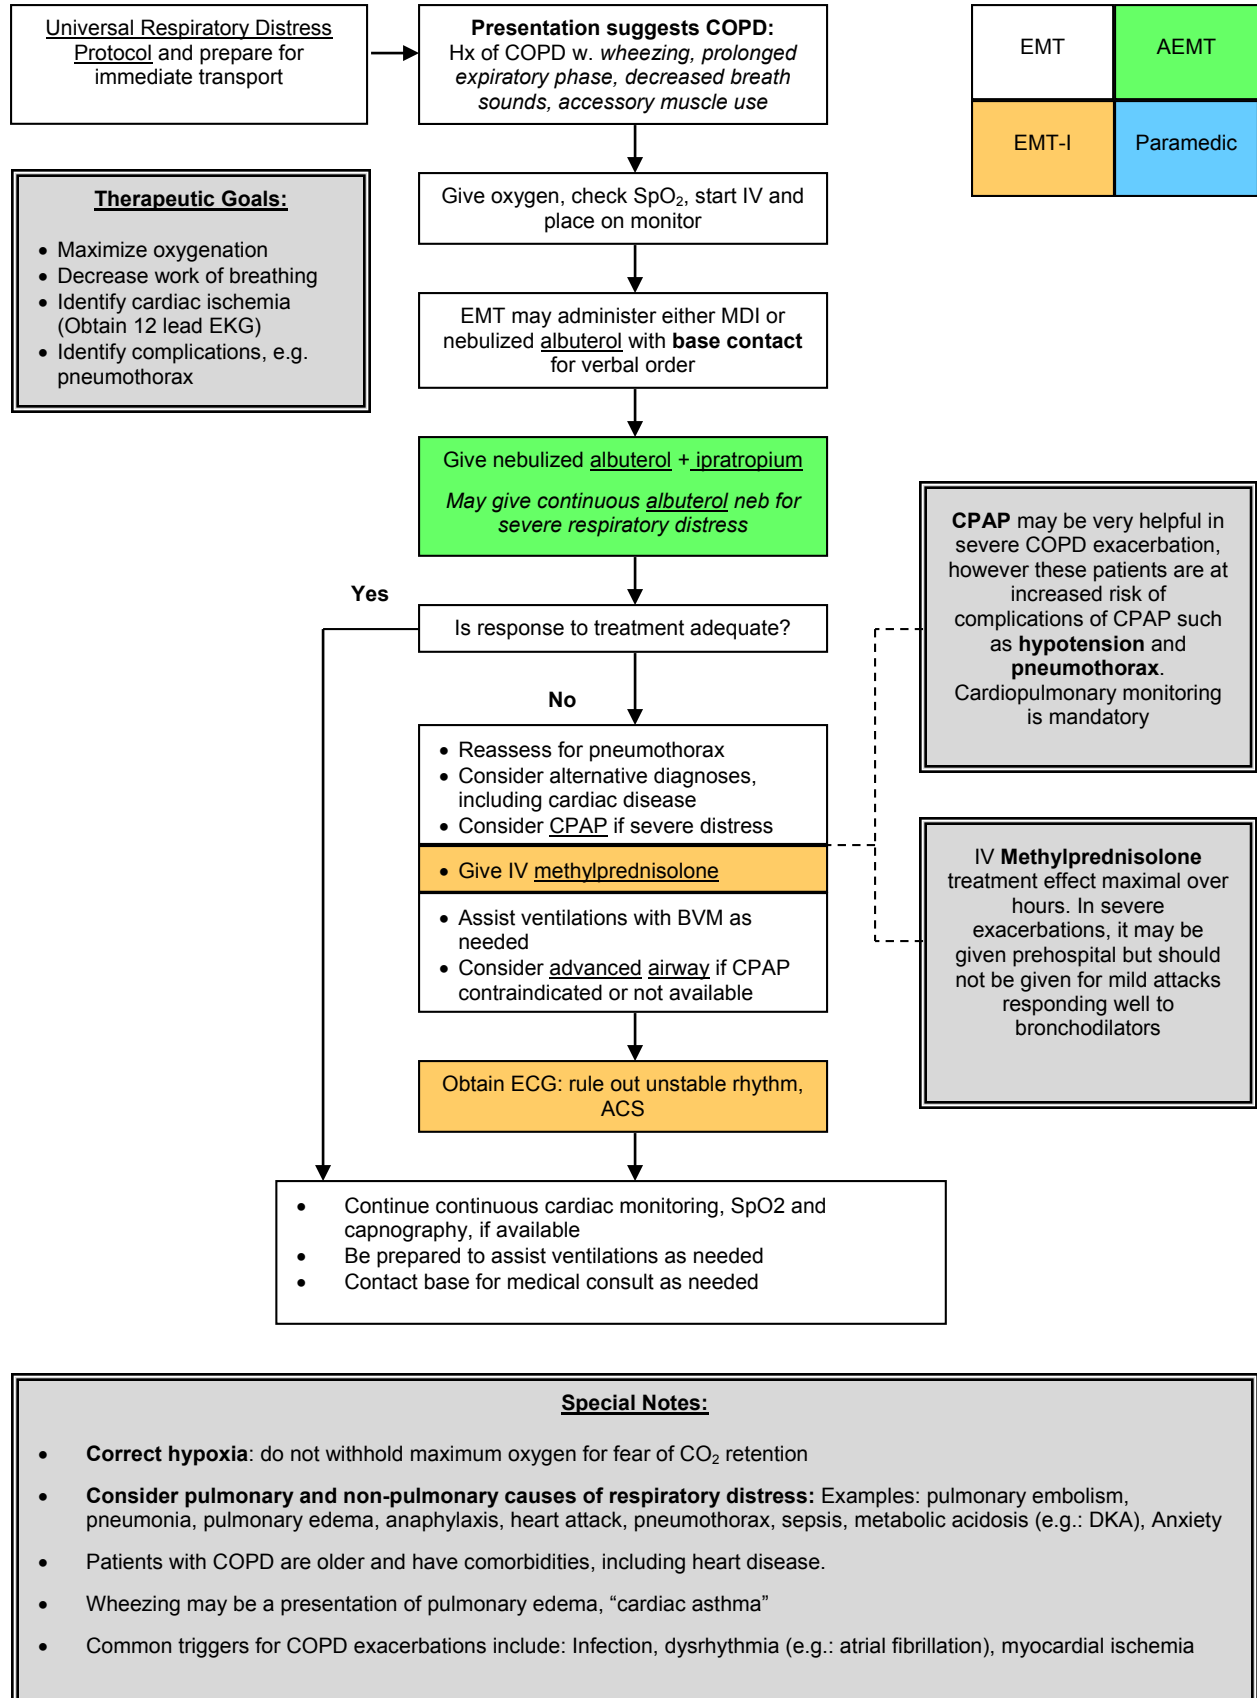 Universal Respiratory Distress
Protocol and prepare for
immediate transport
Presentation suggests COPD:
Hx of COPD w. wheezing, prolonged
expiratory phase, decreased breath
sounds, accessory muscle use
EMT
AEMT
EMT-I
Paramedic
Therapeutic Goals:
• Maximize oxygenation
• Decrease work of breathing
• Identify cardiac ischemia
(Obtain 12 lead EKG)
• Identify complications, e.g.
pneumothorax
Give oxygen, check SpO₂, start IV and
place on monitor
EMT may administer either MDI or
nebulized albuterol with base contact
for verbal order
Give nebulized albuterol + ipratropium
May give continuous albuterol neb for
severe respiratory distress
Is response to treatment adequate?
Yes
No
• Reassess for pneumothorax
• Consider alternative diagnoses,
including cardiac disease
• Consider CPAP if severe distress
• Give IV methylprednisolone
• Assist ventilations with BVM as
needed
• Consider advanced airway if CPAP
contraindicated or not available
CPAP may be very helpful in
severe COPD exacerbation,
however these patients are at
increased risk of
complications of CPAP such
as hypotension and
pneumothorax.
Cardiopulmonary monitoring
is mandatory
IV Methylprednisolone
treatment effect maximal over
hours. In severe
exacerbations, it may be
given prehospital but should
not be given for mild attacks
responding well to
bronchodilators
Obtain ECG: rule out unstable rhythm,
ACS
• Continue continuous cardiac monitoring, SpO2 and
capnography, if available
• Be prepared to assist ventilations as needed
• Contact base for medical consult as needed
Special Notes:
• Correct hypoxia: do not withhold maximum oxygen for fear of CO₂ retention
• Consider pulmonary and non-pulmonary causes of respiratory distress: Examples: pulmonary embolism,
pneumonia, pulmonary edema, anaphylaxis, heart attack, pneumothorax, sepsis, metabolic acidosis (e.g.: DKA), Anxiety
• Patients with COPD are older and have comorbidities, including heart disease.
• Wheezing may be a presentation of pulmonary edema, “cardiac asthma”
• Common triggers for COPD exacerbations include: Infection, dysrhythmia (e.g.: atrial fibrillation), myocardial ischemia